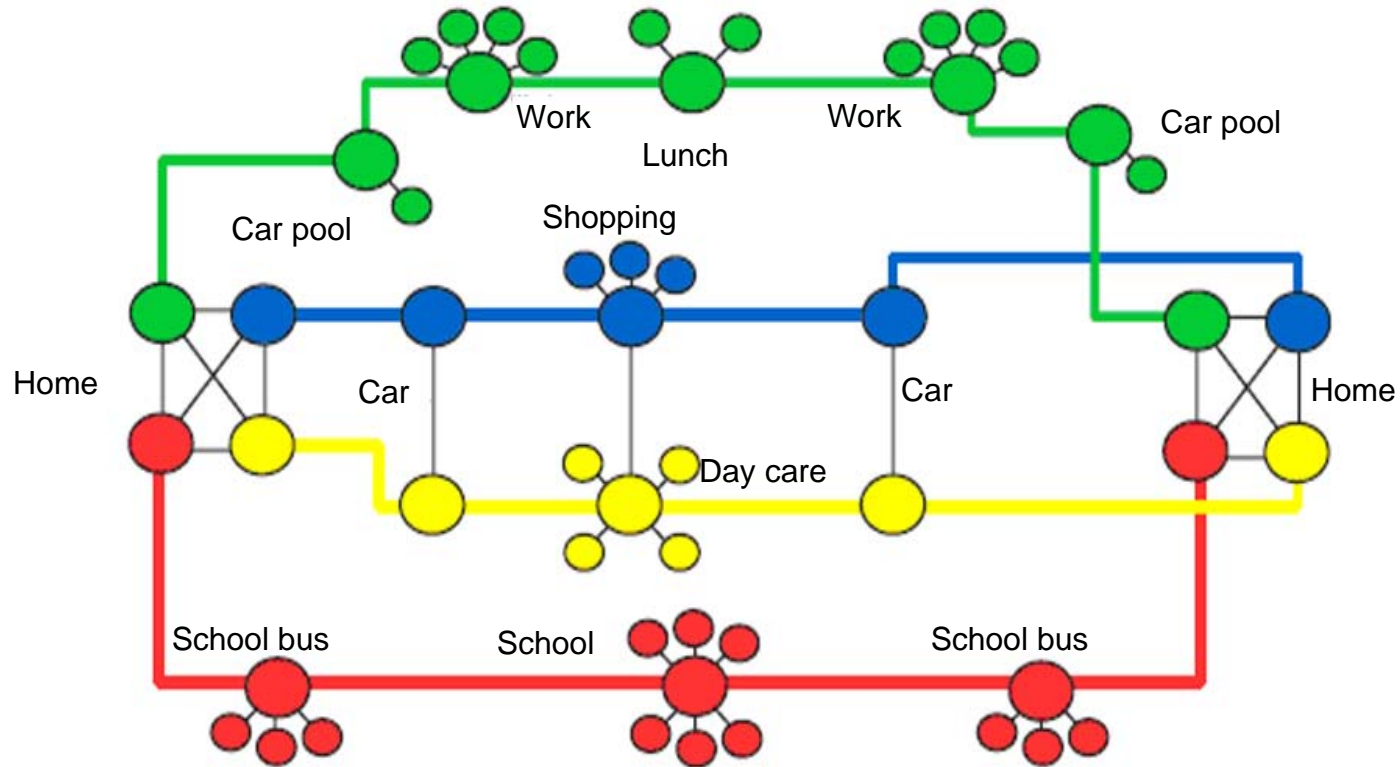 Work
Work
Car pool
Lunch
Car pool
Shopping
Home
Car
Car
Home
Day care
School bus
School
School bus